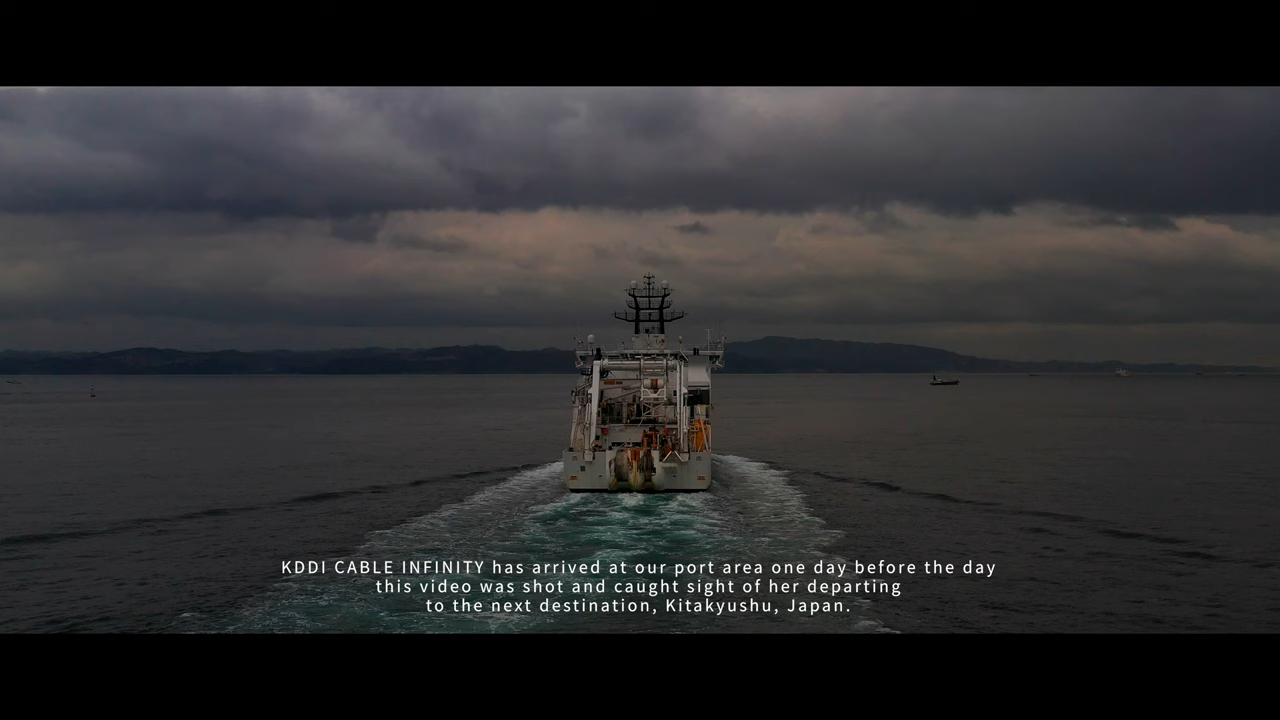 KDDI CABLE INFINITY has arrived at our port area one day before the day
this video was shot and caught sight of her departing
to the next destination, Kitakyushu, Japan.